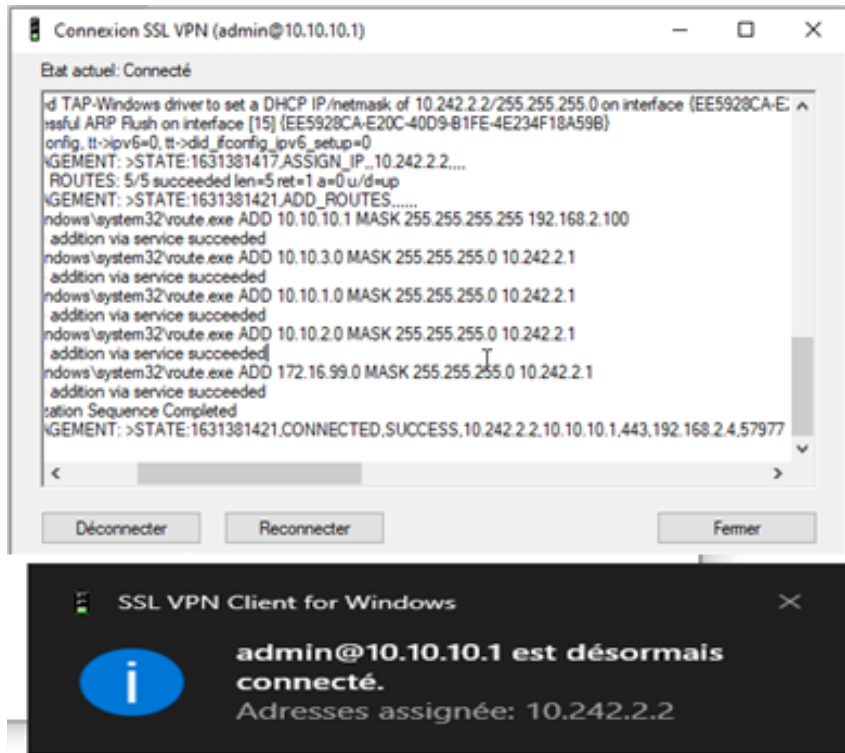 Connexion SSL VPN (admin@10.10.10.1)
Etat actuel: Connecté
d TAP-Windows driver to set a DHCP IP/netmask of 10.242.2.2/255.255.255.0 on interface {EE5928CA-E2
essful ARP Flush on interface [15] {EE5928CA-E20C-40D9-B1FE-4E234F18A59B}
onfig, tt->ipv6=0, tt->did_ifconfig_ipv6_setup=0
GEMENT: >STATE:1631381417,ASSIGN_IP,,10.242.2.2,,,,
ROUTES: 5/5 succeeded len=5 ret=1 a=0 u/d=up
GEMENT: >STATE:1631381421,ADD_ROUTES,,,,,,
ndows\system32\route.exe ADD 10.10.10.1 MASK 255.255.255.255 192.168.2.100
addition via service succeeded
ndows\system32\route.exe ADD 10.10.3.0 MASK 255.255.255.0 10.242.2.1
addition via service succeeded
ndows\system32\route.exe ADD 10.10.1.0 MASK 255.255.255.0 10.242.2.1
addition via service succeeded
ndows\system32\route.exe ADD 10.10.2.0 MASK 255.255.255.0 10.242.2.1
addition via service succeeded
ndows\system32\route.exe ADD 172.16.99.0 MASK 255.255.255.0 10.242.2.1
addition via service succeeded
zation Sequence Completed
GEMENT: >STATE:1631381421,CONNECTED,SUCCESS,10.242.2.2,10.10.10.1,443,192.168.2.4,57977
Déconnecter Reconnecter Fermer
SSL VPN Client for Windows
admin@10.10.10.1 est désormais
connecté.
Adresses assignée: 10.242.2.2